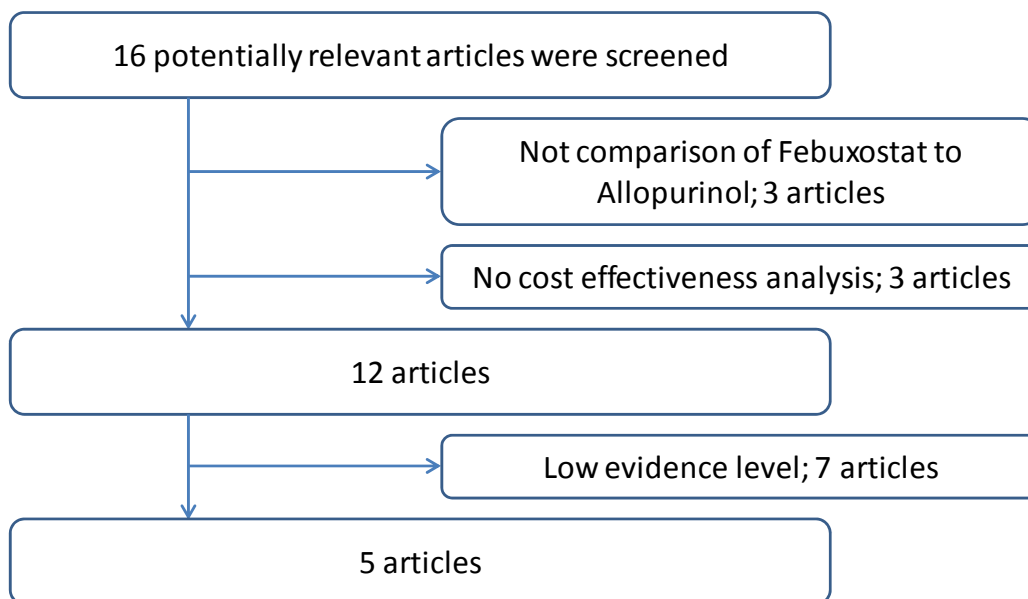 16 potentially relevant articles were screened
Not comparison of Febuxostat to
Allopurinol; 3 articles
No cost effectiveness analysis; 3 articles
12 articles
Low evidence level; 7 articles
5 articles